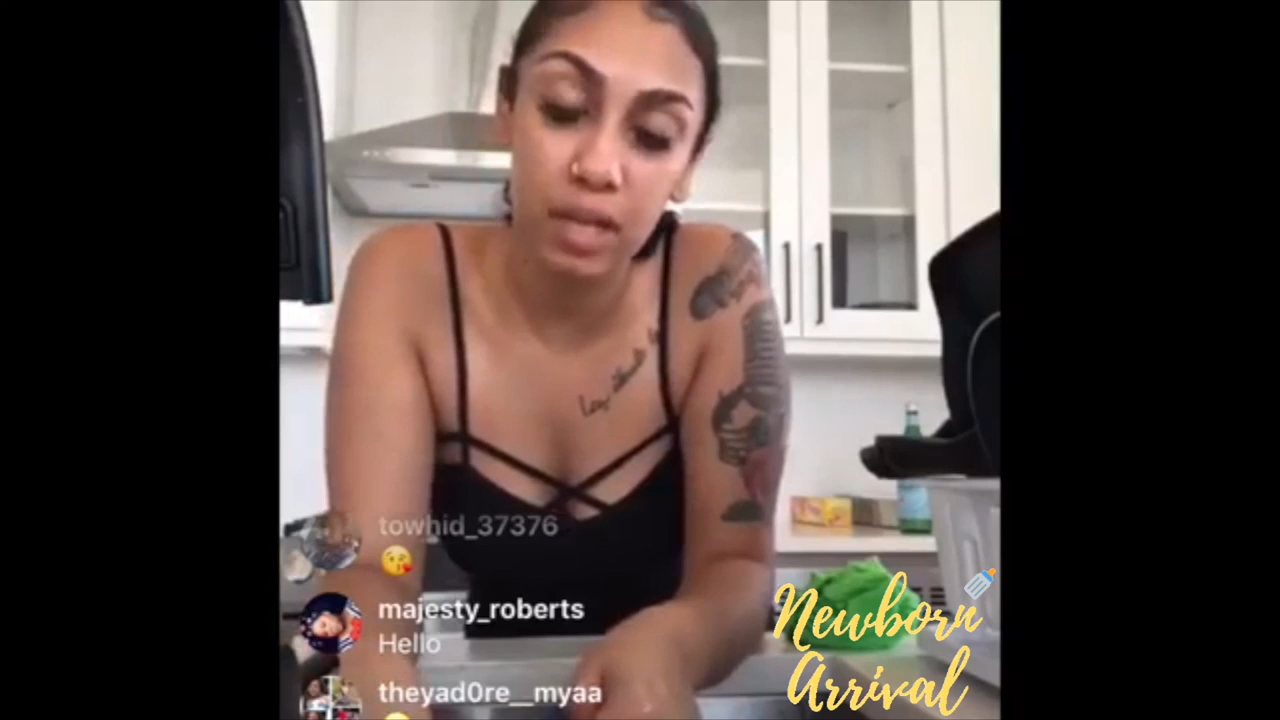 towhid_37376
😘
majesty_roberts
Hello
theyad0re__myaa
Newborn
Arrival